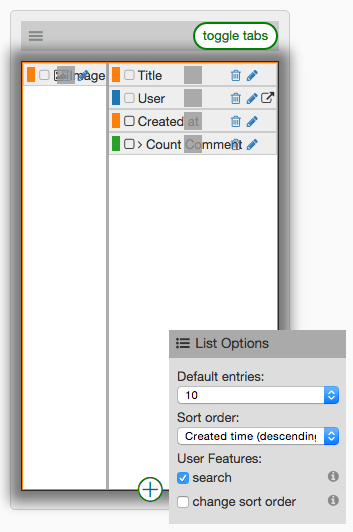 toggle tabs
Image
Title
User
Created at
> Count Comment
List Options
Default entries:
10
Sort order:
Created time (descending
User Features:
search
change sort order